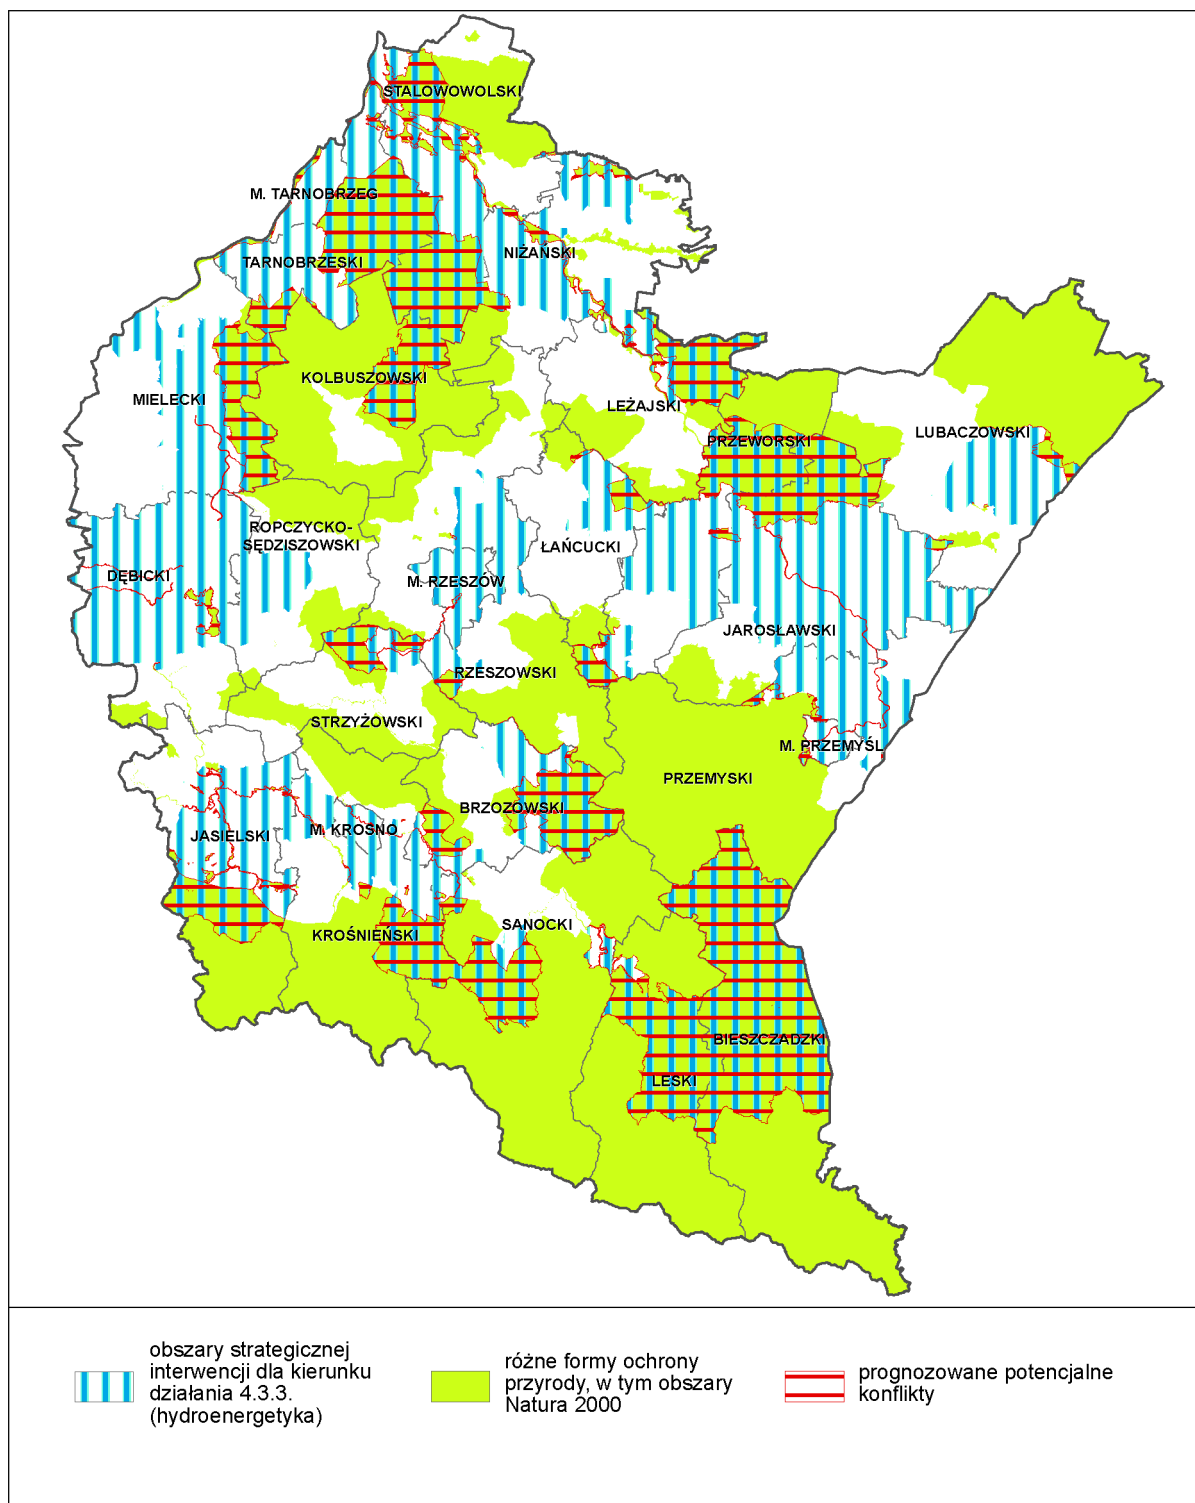 STALOWOWOLSKI
M. TARNOBRZEG
NIŻAŃSKI
TARNOBRZESKI
KOLBUSZOWSKI
MIELECKI
LEŻAJSKI
LUBACZOWSKI
PRZEWORSKI
ROPCZYCKO-
SĘDZISZOWSKI
ŁAŃCUCKI
DĘBICKI
M. RZESZÓW
JAROSŁAWSKI
RZESZOWSKI
STRZYŻOWSKI
M. PRZEMYŚL
PRZEMYSKI
BRZOZOWSKI
M. KROSNO
JASIELSKI
SANOCKI
KROŚNIEŃSKI
BIESZCZADZKI
LESKI
obszary strategicznej
interwencji dla kierunku
działania 4.3.3.
(hydroenergetyka)
różne formy ochrony
przyrody, w tym obszary
Natura 2000
prognozowane potencjalne
konflikty